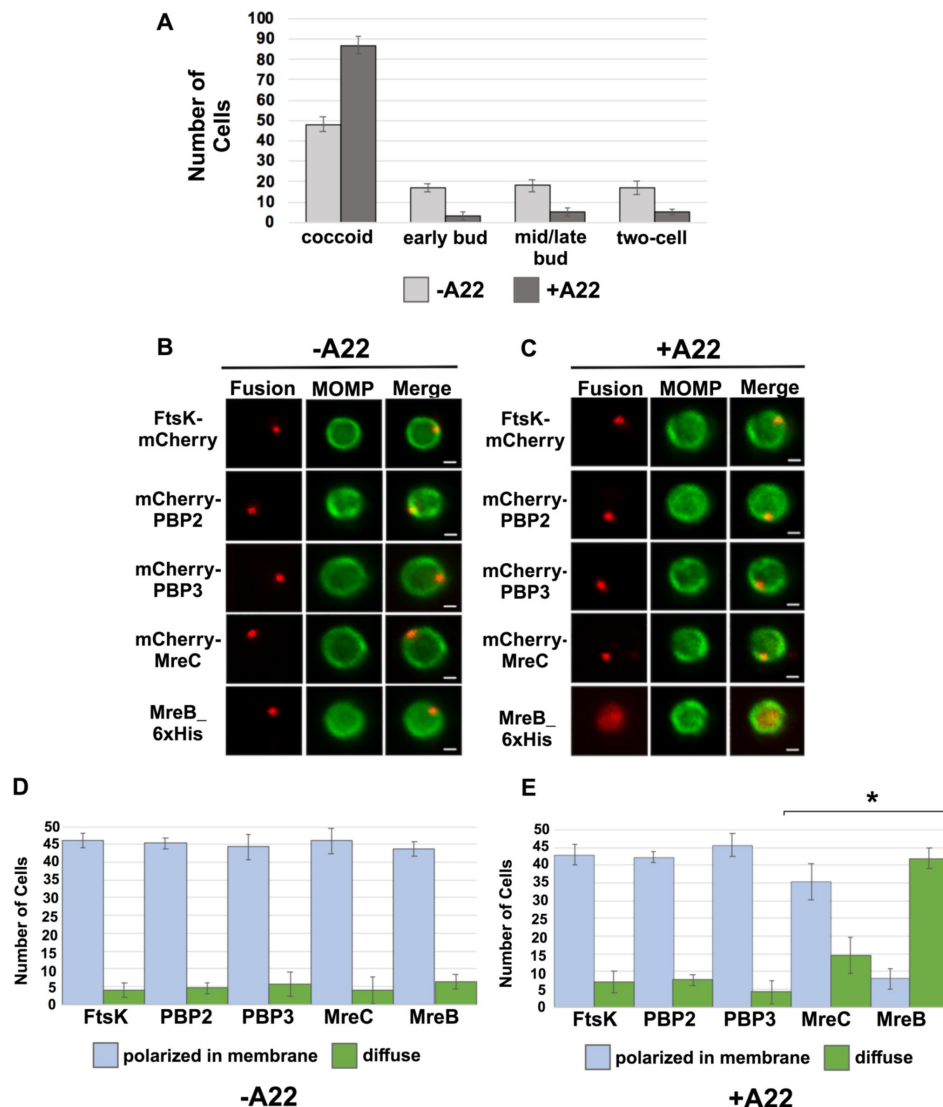 A
Number of
Cells
100
90
80
70
60
50
40
30
20
10
0
coccoid
early bud
mid/late
bud
two-cell
-A22
+A22
B
-A22
Fusion MOMP Merge
FtsK-
mCherry
mCherry-
PBP2
mCherry-
PBP3
mCherry-
MreC
MreB_
6xHis
C
+A22
Fusion MOMP Merge
FtsK-
mCherry
mCherry-
PBP2
mCherry-
PBP3
mCherry-
MreC
MreB_
6xHis
D
Number of Cells
50
45
40
35
30
25
20
15
10
5
0
FtsK PBP2 PBP3 MreC MreB
polarized in membrane diffuse
-A22
E
*
Number of Cells
50
45
40
35
30
25
20
15
10
5
0
FtsK PBP2 PBP3 MreC MreB
polarized in membrane diffuse
+A22